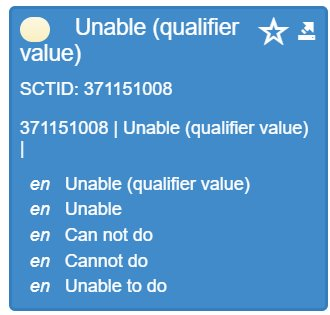 Unable (qualifier
value)
SCTID: 371151008
371151008 | Unable (qualifier value)
|
en Unable (qualifier value)
en Unable
en Can not do
en Cannot do
en Unable to do